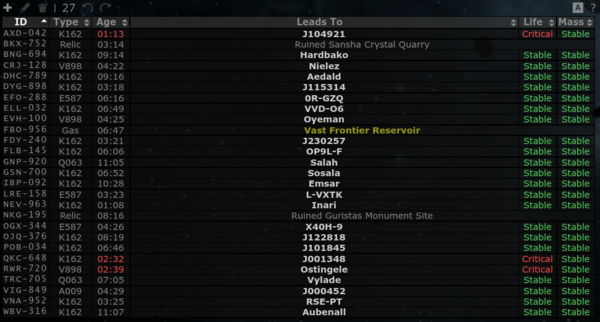 27 A ?
ID Type Age Leads To Life Mass
AXD-042 K162 01:13 J104921 Critical Stable
BKX-752 Relic 03:14 Ruined Sansha Crystal Quarry
BNG-694 K162 09:14 Hardbako Stable Stable
CRJ-128 V898 04:22 Nielez Stable Stable
DHC-789 K162 09:16 Aedald Stable Stable
DYG-898 K162 03:18 J115314 Stable Stable
EFO-288 E587 06:16 0R-GZQ Stable Stable
ELL-032 K162 06:49 VVD-O6 Stable Stable
EVH-100 V898 04:25 Oyeman Stable Stable
FBO-956 Gas 06:47 Vast Frontier Reservoir
FDY-240 K162 03:21 J230257 Stable Stable
FLB-145 K162 06:06 OP9L-F Stable Stable
GNP-920 Q063 11:05 Salah Stable Stable
GSN-700 K162 06:52 Sosala Stable Stable
IBP-092 K162 10:28 Emsar Stable Stable
LRE-158 E587 03:23 L-VXTK Stable Stable
NEV-963 K162 01:08 Inari Stable Stable
NKG-195 Relic 08:16 Ruined Guristas Monument Site
OGX-344 E587 04:26 X40H-9 Stable Stable
OJQ-376 K162 08:19 J122818 Stable Stable
POB-034 K162 06:46 J101845 Stable Stable
QKC-648 K162 02:32 J001348 Critical Stable
RWR-720 V898 02:39 Ostingele Critical Stable
TRC-705 Q063 07:05 Vylade Stable Stable
VIG-849 A009 04:29 J000452 Stable Stable
VNA-952 K162 03:25 RSE-PT Stable Stable
WBV-316 K162 11:07 Aubenall Stable Stable